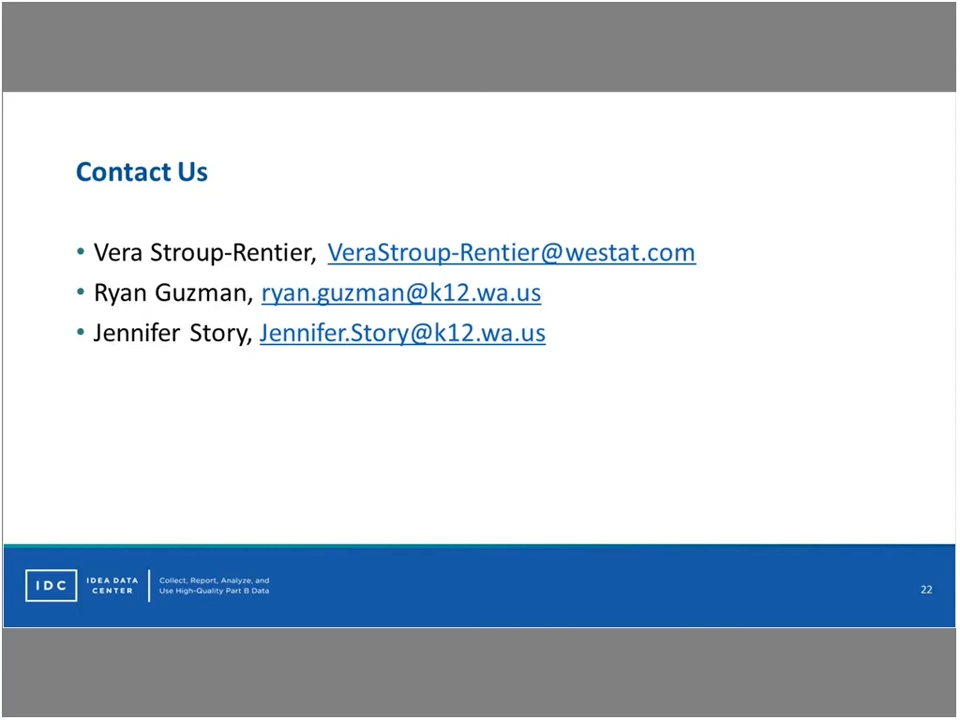 Contact Us
• Vera Stroup-Rentier, VeraStroup-Rentier@westat.com
• Ryan Guzman, ryan.guzman@k12.wa.us
• Jennifer Story, Jennifer.Story@k12.wa.us
IDC
IDEA DATA
CENTER
Collect, Report, Analyze, and
Use High-Quality Part B Data
22